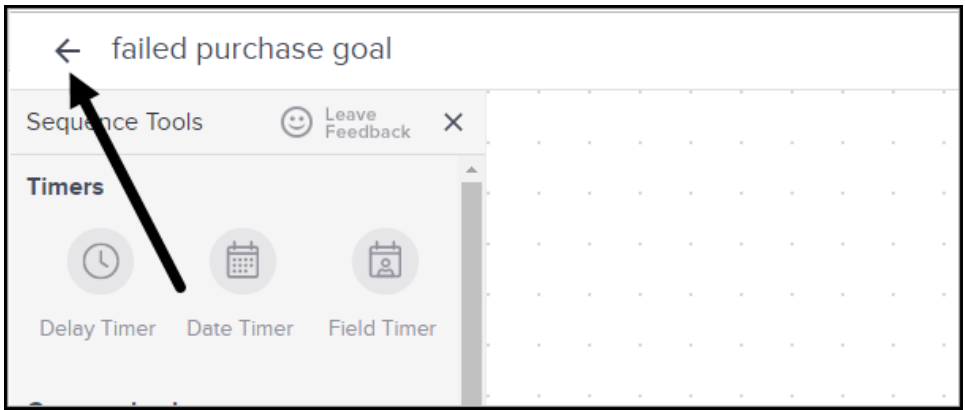 failed purchase goal
Sequence Tools
Leave
Feedback
Timers
Delay Timer
Date Timer
Field Timer